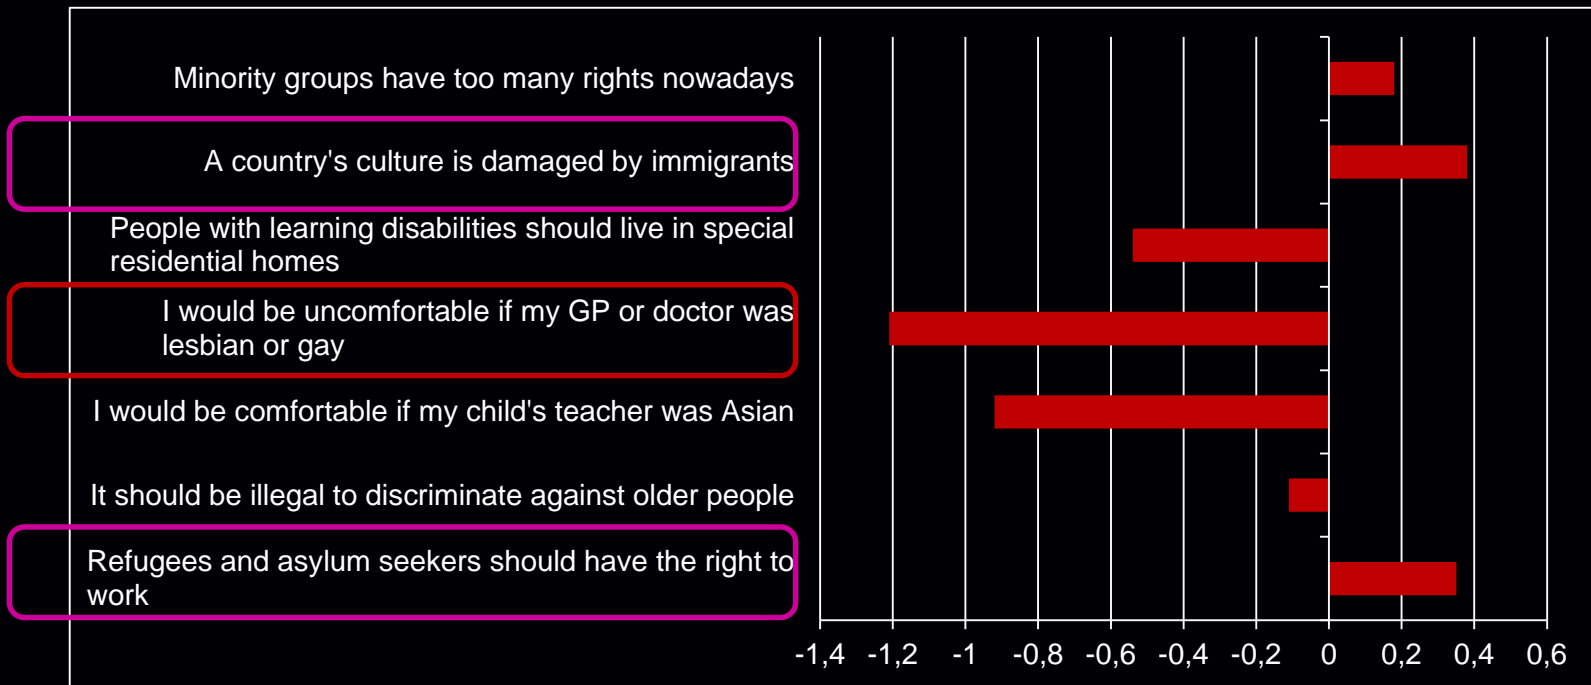 Minority groups have too many rights nowadays
A country's culture is damaged by immigrants
People with learning disabilities should live in special
residential homes
I would be uncomfortable if my GP or doctor was
lesbian or gay
I would be comfortable if my child's teacher was Asian
It should be illegal to discriminate against older people
Refugees and asylum seekers should have the right to
work
-1,4 -1,2 -1 -0,8 -0,6 -0,4 -0,2 0 0,2 0,4 0,6